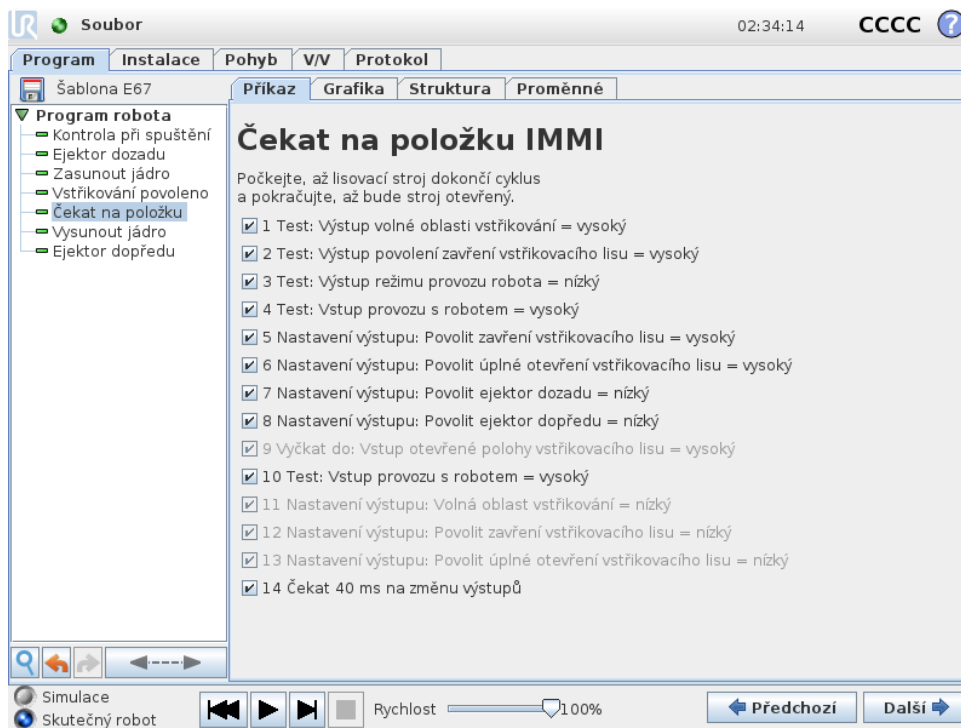 UR Soubor 02:34:14 CCCC ?
Program Instalace Pohyb V/V Protokol
Šablona E67
Příkaz Grafika Struktura Proměnné
Program robota
Kontrola při spuštění
Ejektor dozadu
Zasunout jádro
Vstřikování povoleno
Čekat na položku
Vysunout jádro
Ejektor dopředu
Čekat na položku IMMI
Počkejte, až lisovací stroj dokončí cyklus
a pokračujte, až bude stroj otevřený.
1 Test: Výstup volné oblasti vstřikování = vysoký
2 Test: Výstup povolení zavření vstřikovacího lisu = vysoký
3 Test: Výstup režimu provozu robota = nízký
4 Test: Vstup provozu s robotem = vysoký
5 Nastavení výstupu: Povolit zavření vstřikovacího lisu = vysoký
6 Nastavení výstupu: Povolit úplné otevření vstřikovacího lisu = vysoký
7 Nastavení výstupu: Povolit ejektor dozadu = nízký
8 Nastavení výstupu: Povolit ejektor dopředu = nízký
9 Vyčkat do: Vstup otevřené polohy vstřikovacího lisu = vysoký
10 Test: Vstup provozu s robotem = vysoký
11 Nastavení výstupu: Volná oblast vstřikování = nízký
12 Nastavení výstupu: Povolit zavření vstřikovacího lisu = nízký
13 Nastavení výstupu: Povolit úplné otevření vstřikovacího lisu = nízký
14 Čekat 40 ms na změnu výstupů
Simulace
Skutečný robot
Rychlost 100%
Předchozí Další